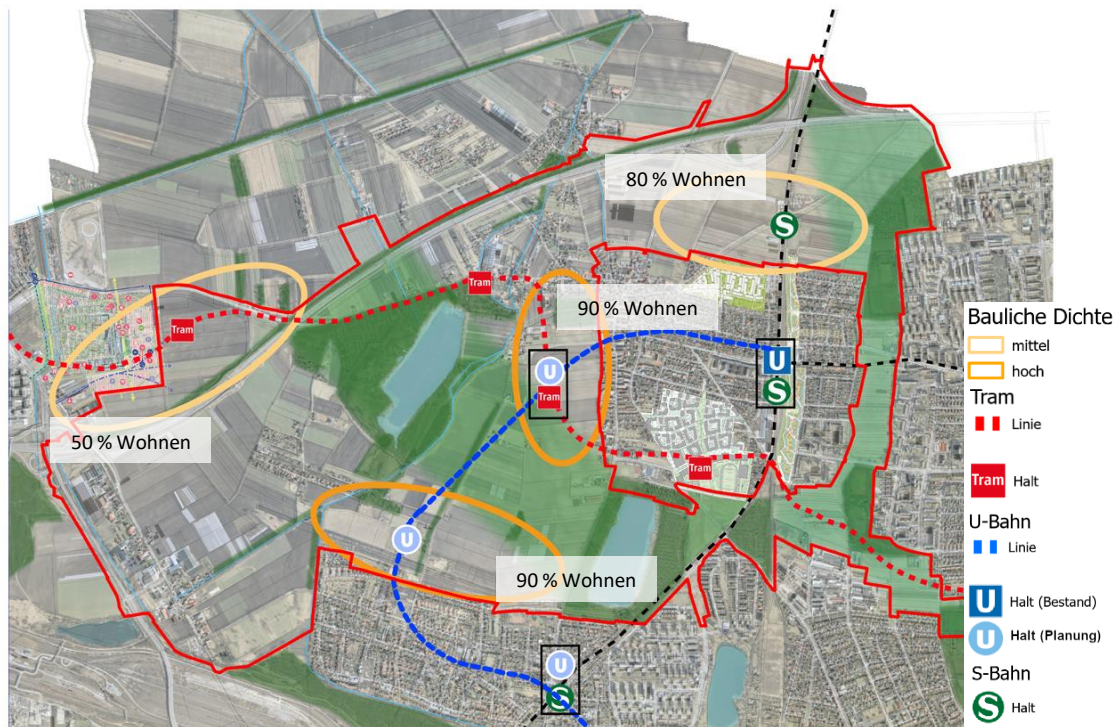 80 % Wohnen
90 % Wohnen
50 % Wohnen
90 % Wohnen
Tram
Tram
Tram
Tram
U
U
U
U
S
S
S
Bauliche Dichte
mittel
hoch
Tram
Linie
Tram Halt
U-Bahn
Linie
U Halt (Bestand)
U Halt (Planung)
S-Bahn
S Halt